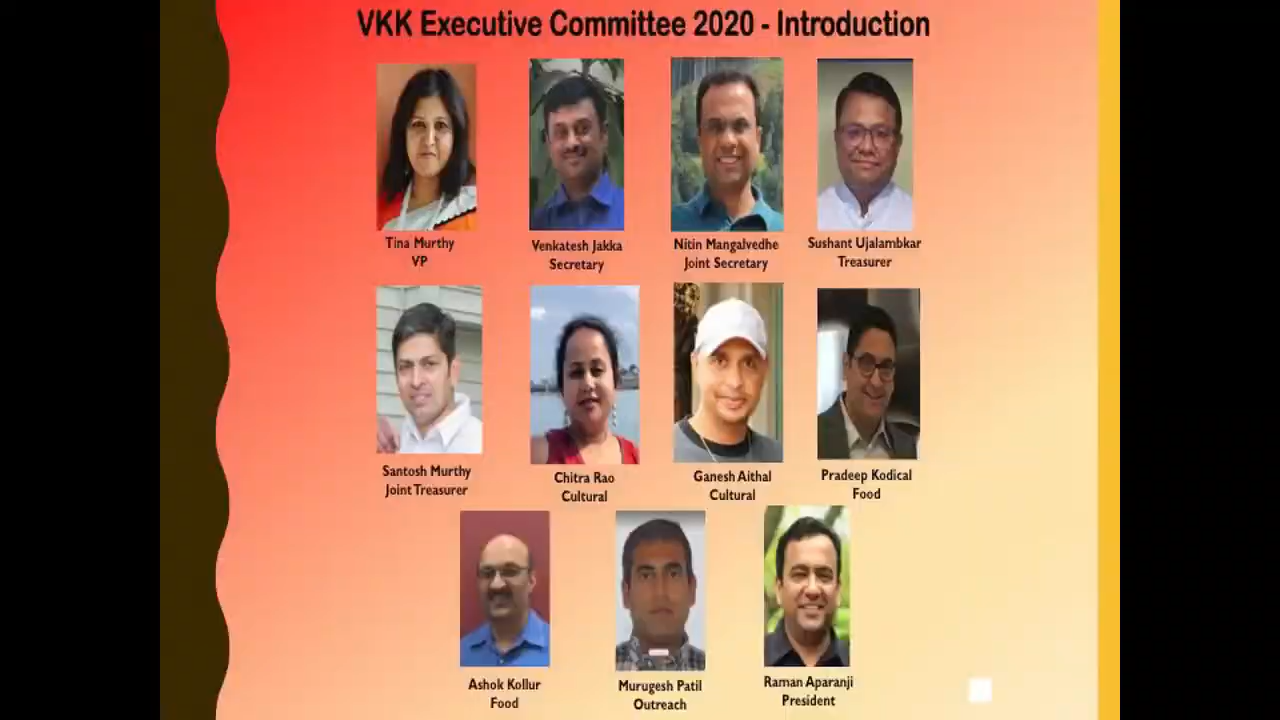 VKK Executive Committee 2020 - Introduction
Tina Murthy
VP
Venkatesh Jakka
Secretary
Nitin Mangalvedhe
Joint Secretary
Sushant Ujalambkar
Treasurer
Santosh Murthy
Joint Treasurer
Chitra Rao
Cultural
Ganesh Aithal
Cultural
Pradeep Kodical
Food
Ashok Kollur
Food
Murugesh Patil
Outreach
Raman Aparanji
President